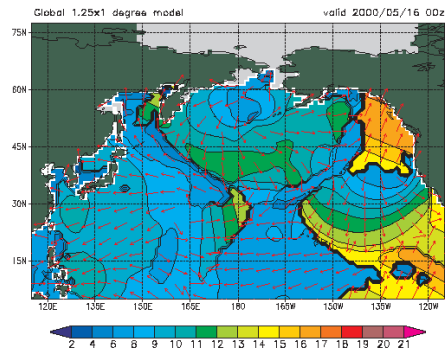 Global 1.25x1 degree model valid 2000/05/16 00z
75N
60N
45N
30N
15N
120E 135E 150E 165E 180 165W 150W 135W 120W
3 4 6 8 9 10 11 12 13 14 15 16 17 18 19 20 21